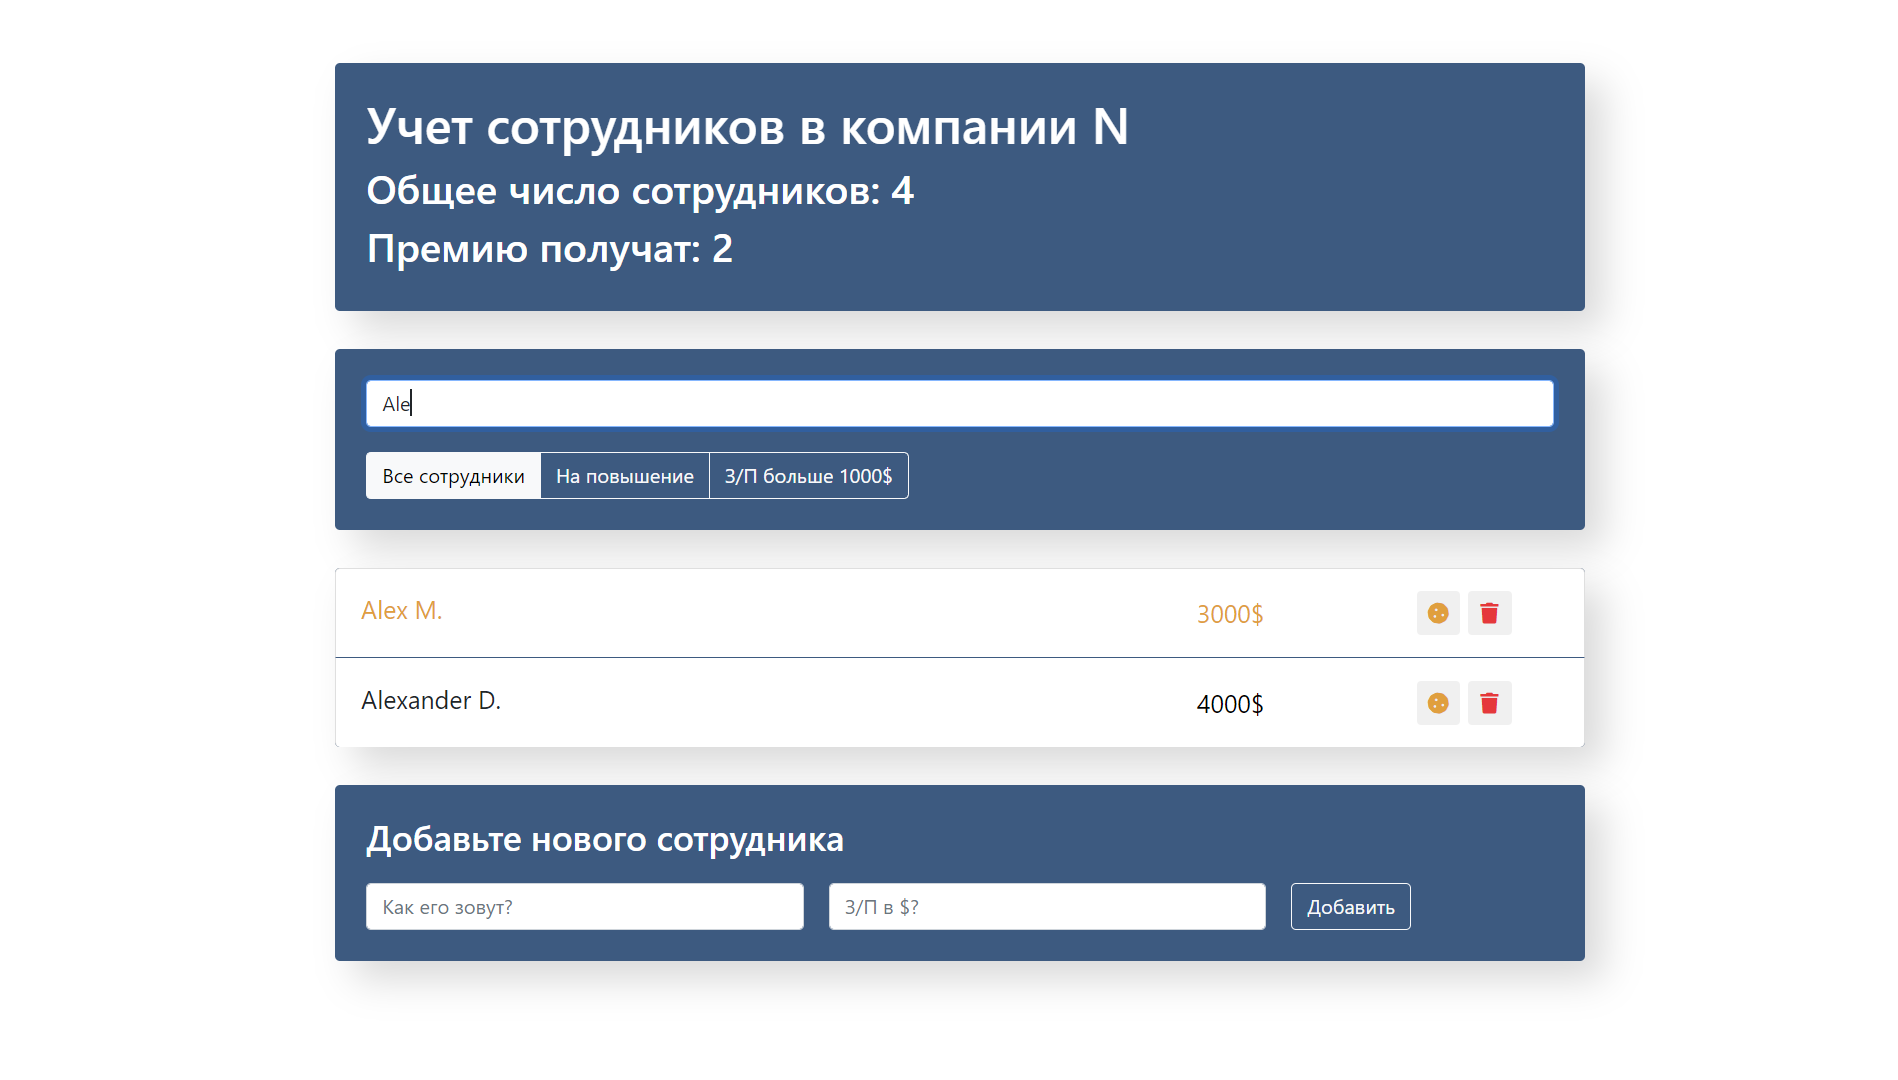 Учет сотрудников в компании N
Общее число сотрудников: 4
Премию получат: 2
Ale
Все сотрудники На повышение З/П больше 1000$
Alex M. 3000$
Alexander D. 4000$
Добавьте нового сотрудника
Как его зовут? З/П в $? Добавить